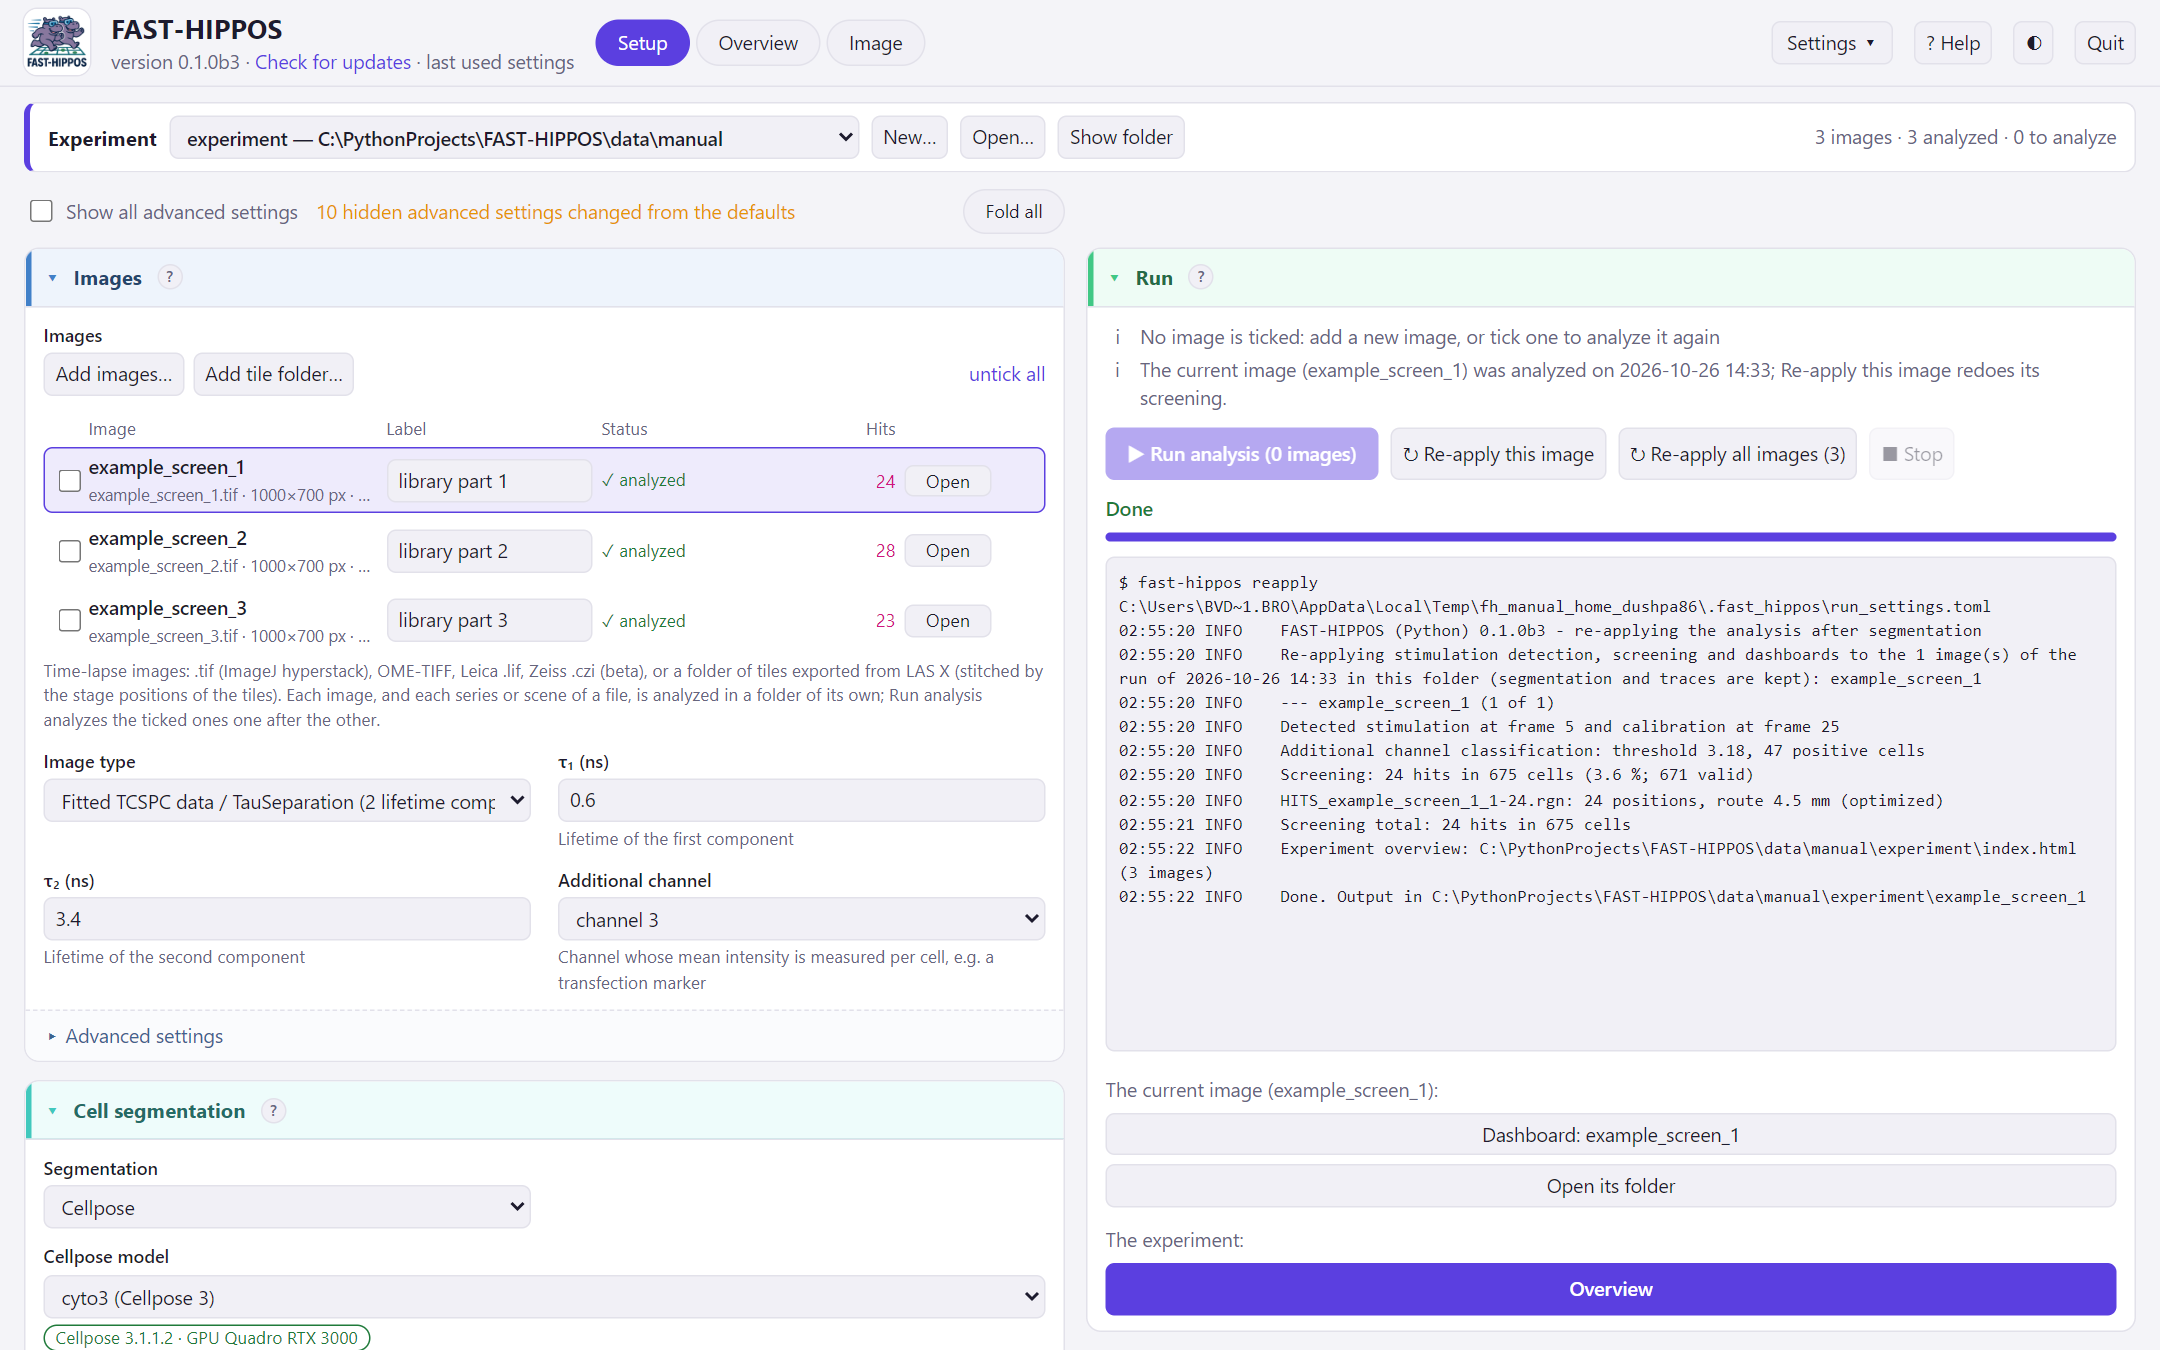 FAST-HIPPOS
FAST-HIPPOS
version 0.1.0b3 · Check for updates · last used settings
Setup
Overview
Image
Settings ▾
? Help
Quit
Experiment
experiment — C:\PythonProjects\FAST-HIPPOS\data\manual
New...
Open...
Show folder
3 images · 3 analyzed · 0 to analyze
Show all advanced settings
10 hidden advanced settings changed from the defaults
Fold all
Images ?
Images
Add images...
Add tile folder...
untick all
Image Label Status Hits
example_screen_1
example_screen_1.tif · 1000×700 px · ...
library part 1
✓ analyzed
24
Open
example_screen_2
example_screen_2.tif · 1000×700 px · ...
library part 2
✓ analyzed
28
Open
example_screen_3
example_screen_3.tif · 1000×700 px · ...
library part 3
✓ analyzed
23
Open
Time-lapse images: .tif (ImageJ hyperstack), OME-TIFF, Leica .lif, Zeiss .czi (beta), or a folder of tiles exported from LAS X (stitched by
the stage positions of the tiles). Each image, and each series or scene of a file, is analyzed in a folder of its own; Run analysis
analyzes the ticked ones one after the other.
Image type
Fitted TCSPC data / TauSeparation (2 lifetime comp
τ₁ (ns)
0.6
Lifetime of the first component
τ₂ (ns)
3.4
Lifetime of the second component
Additional channel
channel 3
Channel whose mean intensity is measured per cell, e.g. a
transfection marker
Advanced settings
Cell segmentation ?
Segmentation
Cellpose
Cellpose model
cyto3 (Cellpose 3)
Cellpose 3.1.1.2 · GPU Quadro RTX 3000
Run ?
i No image is ticked: add a new image, or tick one to analyze it again
i The current image (example_screen_1) was analyzed on 2026-10-26 14:33; Re-apply this image redoes its
screening.
▶ Run analysis (0 images)
↻ Re-apply this image
↻ Re-apply all images (3)
■ Stop
Done
$ fast-hippos reapply
C:\Users\BVD~1.BRO\AppData\Local\Temp\fh_manual_home_dushpa86\.fast_hippos\run_settings.toml
02:55:20 INFO FAST-HIPPOS (Python) 0.1.0b3 - re-applying the analysis after segmentation
02:55:20 INFO Re-applying stimulation detection, screening and dashboards to the 1 image(s) of the
run of 2026-10-26 14:33 in this folder (segmentation and traces are kept): example_screen_1
02:55:20 INFO --- example_screen_1 (1 of 1)
02:55:20 INFO Detected stimulation at frame 5 and calibration at frame 25
02:55:20 INFO Additional channel classification: threshold 3.18, 47 positive cells
02:55:20 INFO Screening: 24 hits in 675 cells (3.6 %; 671 valid)
02:55:20 INFO HITS_example_screen_1_1-24.rgn: 24 positions, route 4.5 mm (optimized)
02:55:21 INFO Screening total: 24 hits in 675 cells
02:55:22 INFO Experiment overview: C:\PythonProjects\FAST-HIPPOS\data\manual\experiment\index.html
(3 images)
02:55:22 INFO Done. Output in C:\PythonProjects\FAST-HIPPOS\data\manual\experiment\example_screen_1
The current image (example_screen_1):
Dashboard: example_screen_1
Open its folder
The experiment:
Overview